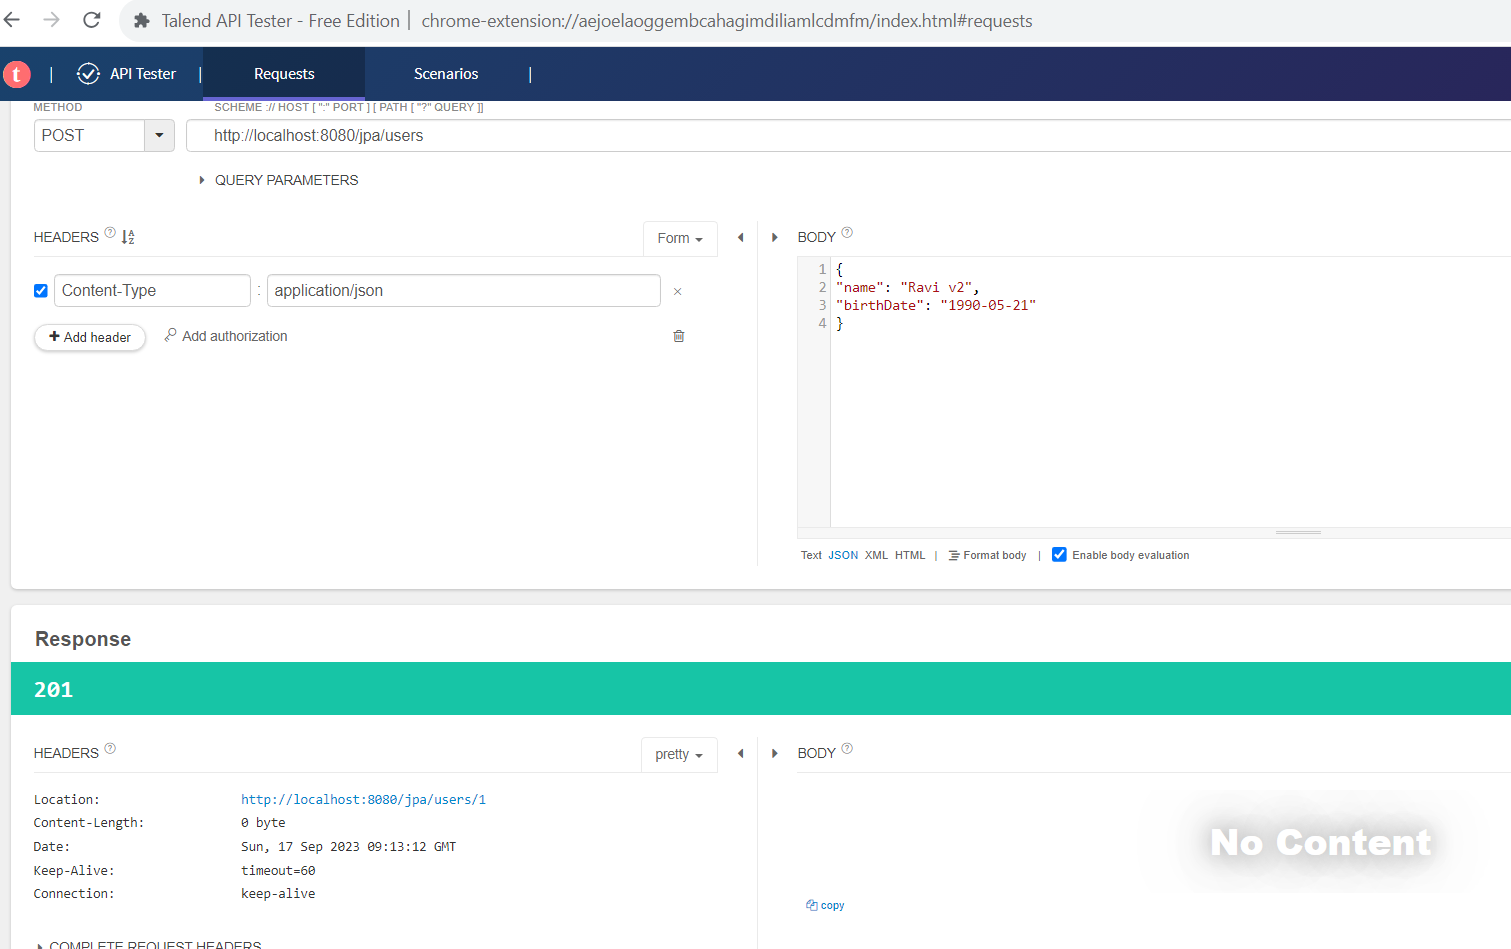 Talend API Tester - Free Edition | chrome-extension://aejoelaoggembcahagimdiliamlcdmfm/index.html#requests
t | API Tester | Requests Scenarios |
METHOD SCHEME :// HOST [ ":" PORT ] [ PATH [ "?" QUERY ]]
POST http://localhost:8080/jpa/users
QUERY PARAMETERS
HEADERS ? Form
Content-Type : application/json ×
+ Add header Add authorization
BODY ?
1 {
2 "name": "Ravi v2",
3 "birthDate": "1990-05-21"
4 }
Text JSON XML HTML | Format body | Enable body evaluation
Response
201
HEADERS ? pretty
Location: http://localhost:8080/jpa/users/1
Content-Length: 0 byte
Date: Sun, 17 Sep 2023 09:13:12 GMT
Keep-Alive: timeout=60
Connection: keep-alive
COMPLETE REQUEST HEADERS
BODY ?
No Content
copy